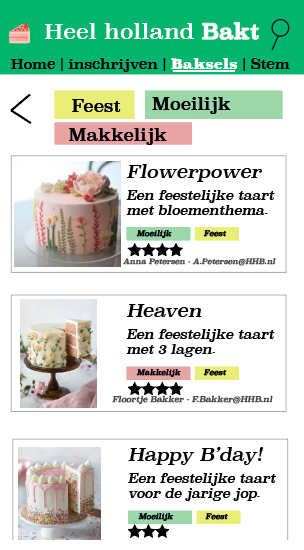 Heel holland Bakt
Home | inschrijven | Baksels | Stem
Feest
Moeilijk
Makkelijk
Flowerpower
Een feestelijke taart
met bloementhema.
Moeilijk Feest
Anna Petersen - A.Petersen@HHB.nl
Heaven
Een feestelijke taart
met 3 lagen.
Makkelijk Feest
Floortje Bakker - F.Bakker@HHB.nl
Happy B'day!
Een feestelijke taart
voor de jarige jop.
Moeilijk Feest